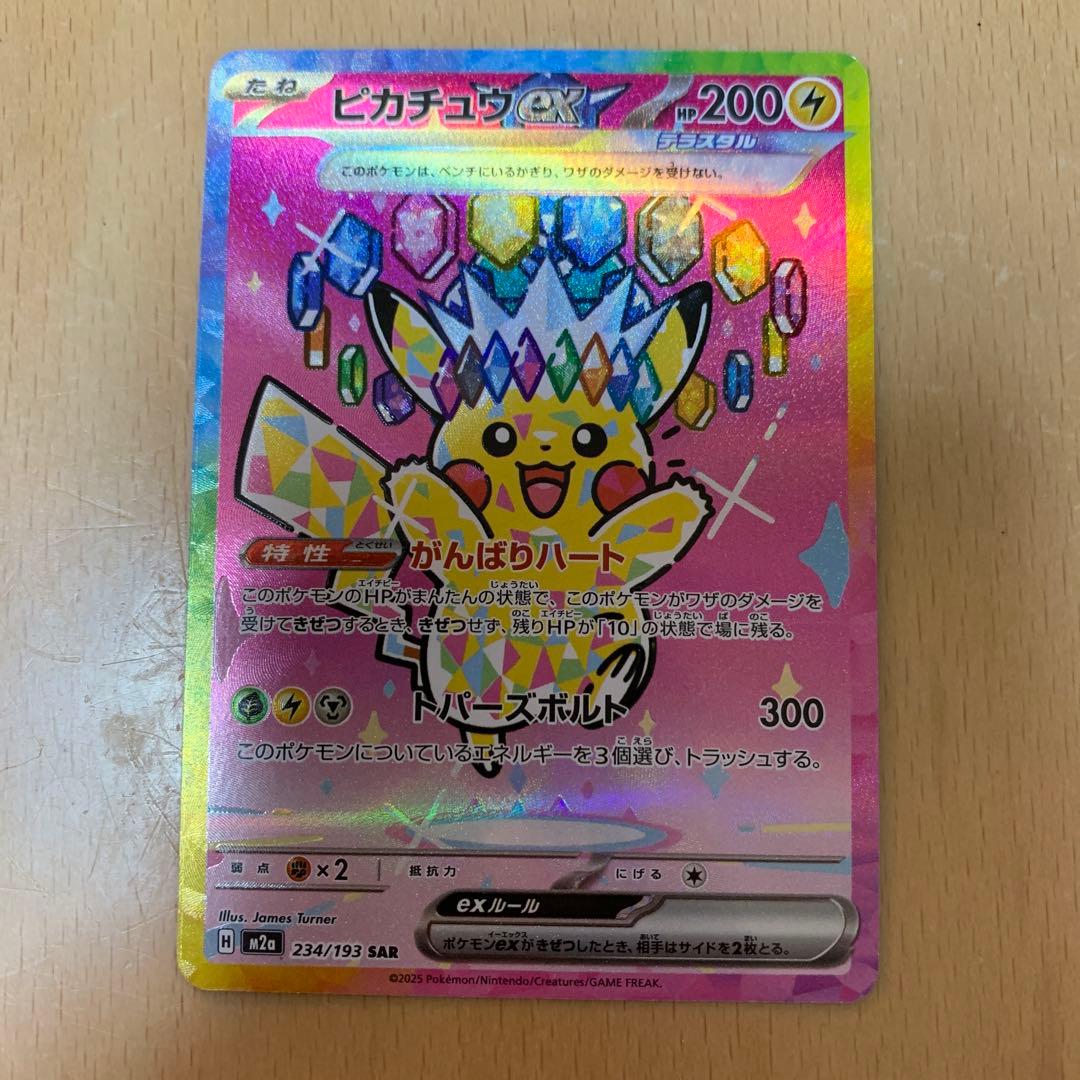 たね ピカチュウex HP200
テラスタル
このポケモンは、ベンチにいるかぎり、ワザのダメージを受けない。
特性 とくせい がんばりハート
このポケモンのHPがまんたんの状態で、このポケモンがワザのダメージを
受けてきぜつするとき、きぜつせず、残りHPが「10」の状態で場に残る。
トパーズボルト 300
このポケモンについているエネルギーを3個選び、トラッシュする。
弱点 ×2 抵抗力 にげる
exルール
ポケモンexがきぜつしたとき、相手はサイドを2枚とる。
Illus. James Turner
H m2a 234/193 SAR
©2025 Pokémon/Nintendo/Creatures/GAME FREAK.